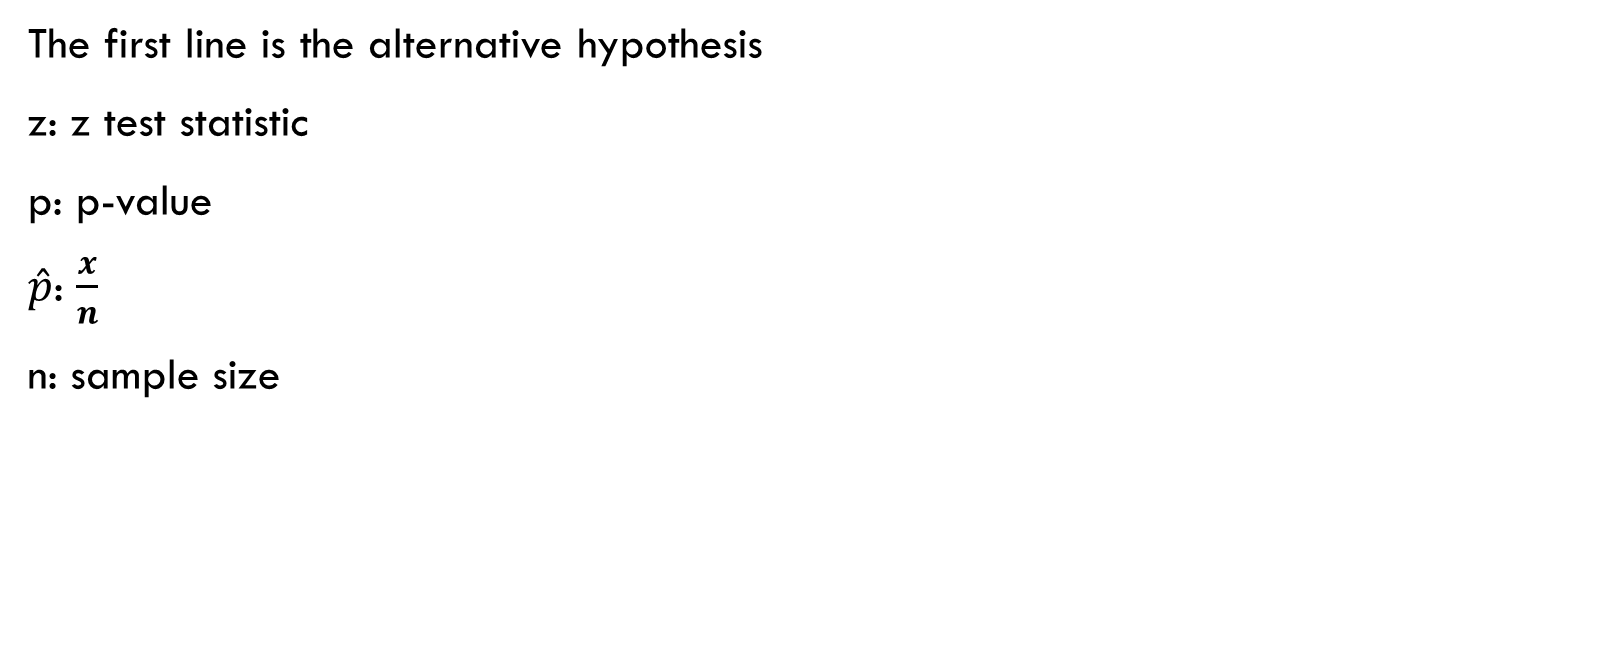 The first line is the alternative hypothesis
z: z test statistic
p: p-value
p̂: x/n
n: sample size